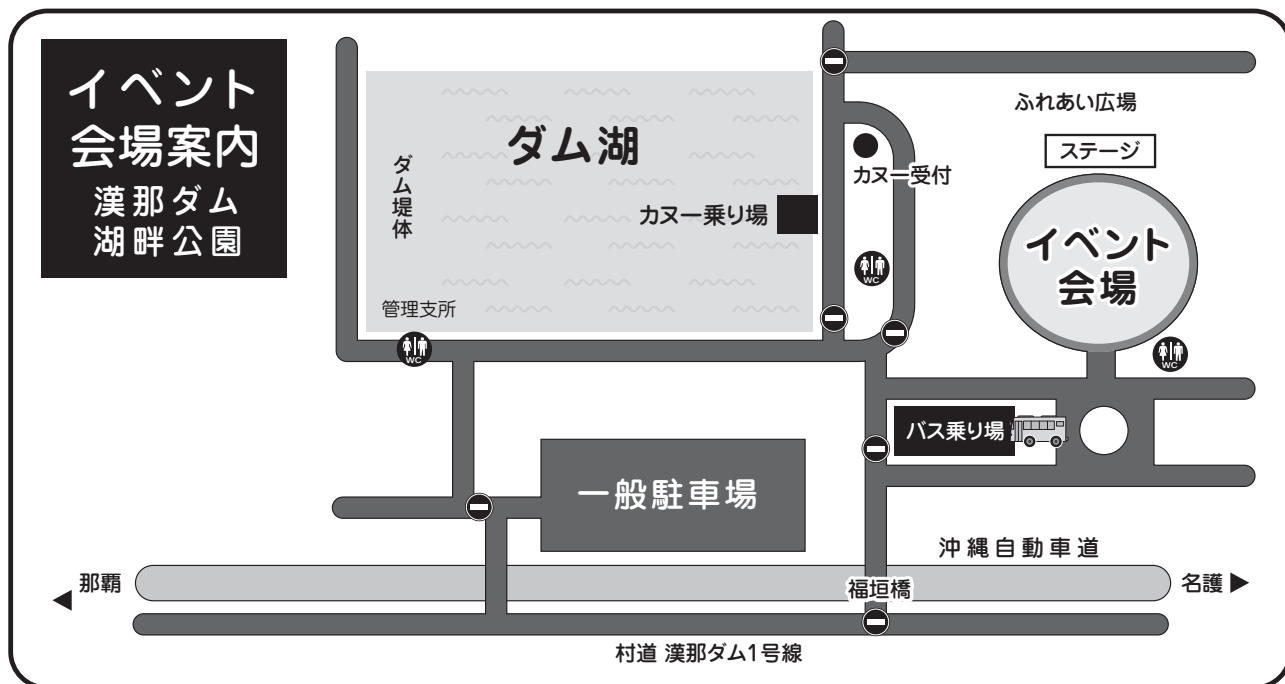 イベント
会場案内
漢那ダム
湖畔公園
ダム湖
ダム堤体
カヌー乗り場
管理支所
WC
カヌー受付
WC
ふれあい広場
ステージ
イベント
会場
WC
バス乗り場
一般駐車場
沖縄自動車道
◀ 那覇
福垣橋
名護 ▶
村道 漢那ダム1号線